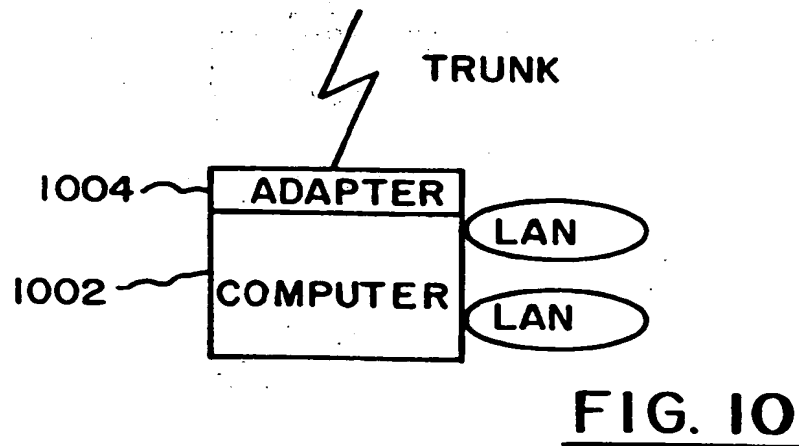 TRUNK
1004
ADAPTER
LAN
1002
COMPUTER
LAN
FIG. 10